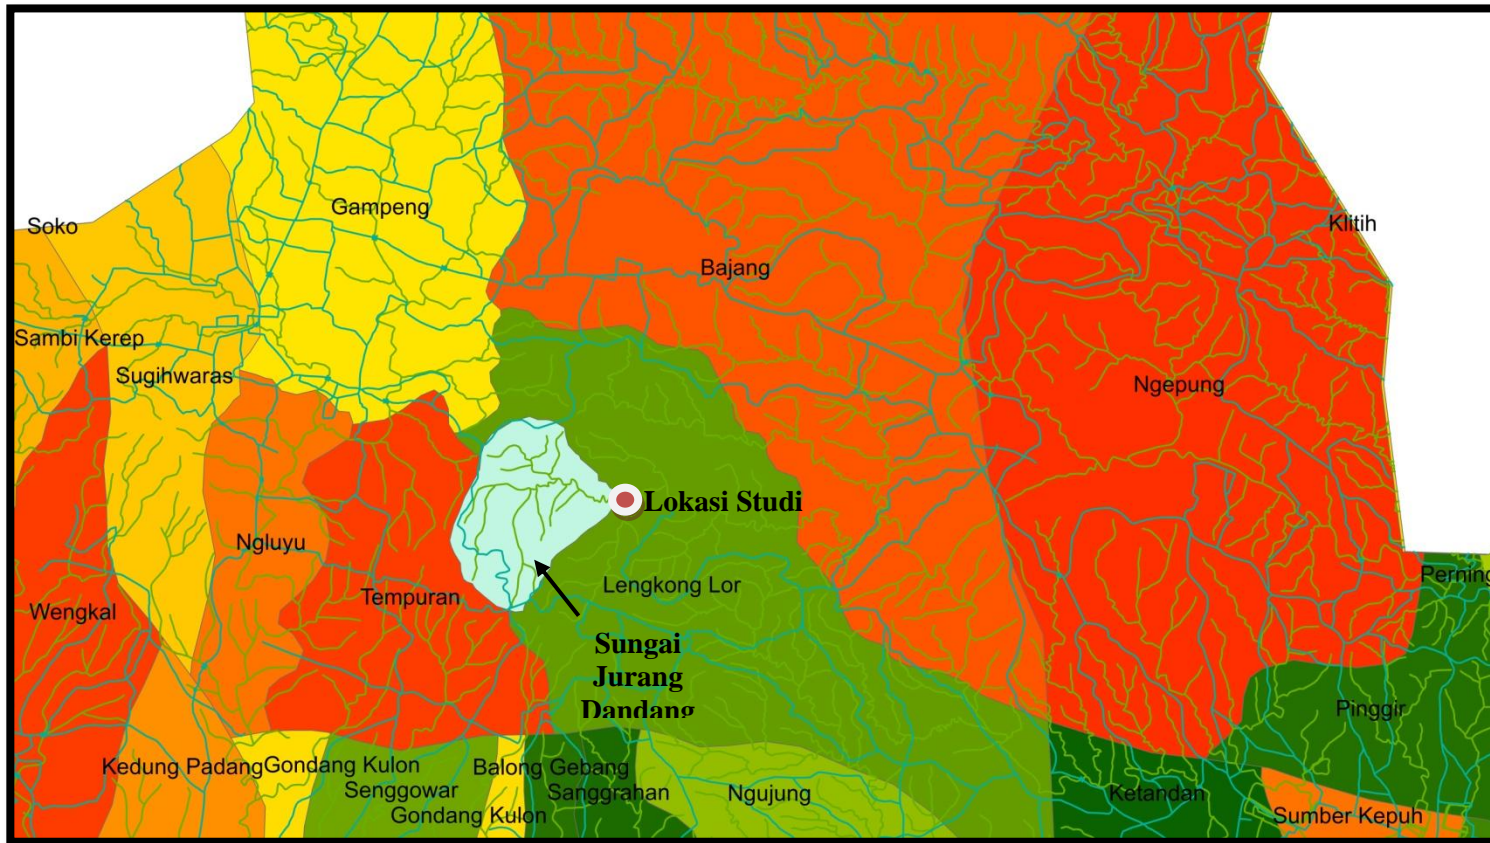 Gampeng
Soko
Klitih
Bajang
Sambi Kerep
Sugihwaras
Ngepung
Lokasi Studi
Ngluyu
Tempuran
Lengkong Lor
Perning
Wengkal
Sungai
Jurang
Dandang
Pinggir
Kedung Padang
Gondang Kulon
Balong Gebang
Senggowar
Sanggrahan
Ngujung
Ketandan
Gondang Kulon
Sumber Kepuh